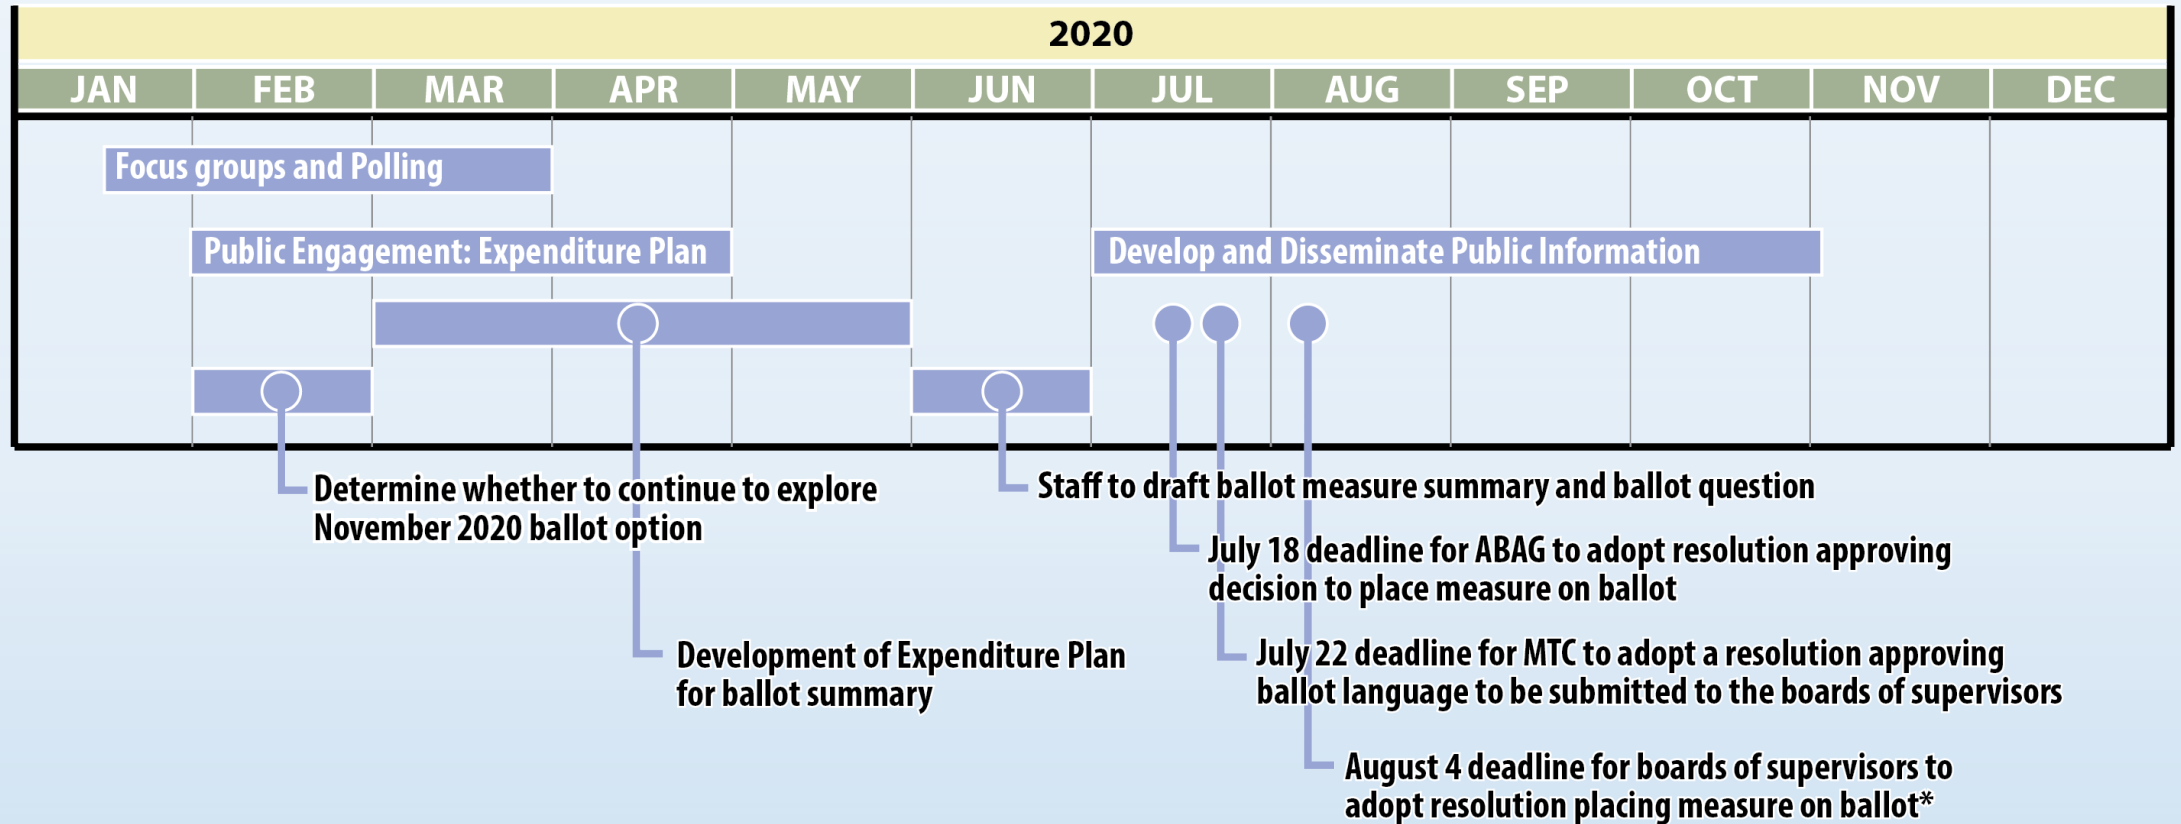 2020
JAN FEB MAR APR MAY JUN JUL AUG SEP OCT NOV DEC
Focus groups and Polling
Public Engagement: Expenditure Plan
Develop and Disseminate Public Information
Determine whether to continue to explore
November 2020 ballot option
Staff to draft ballot measure summary and ballot question
July 18 deadline for ABAG to adopt resolution approving
decision to place measure on ballot
Development of Expenditure Plan
for ballot summary
July 22 deadline for MTC to adopt a resolution approving
ballot language to be submitted to the boards of supervisors
August 4 deadline for boards of supervisors to
adopt resolution placing measure on ballot*